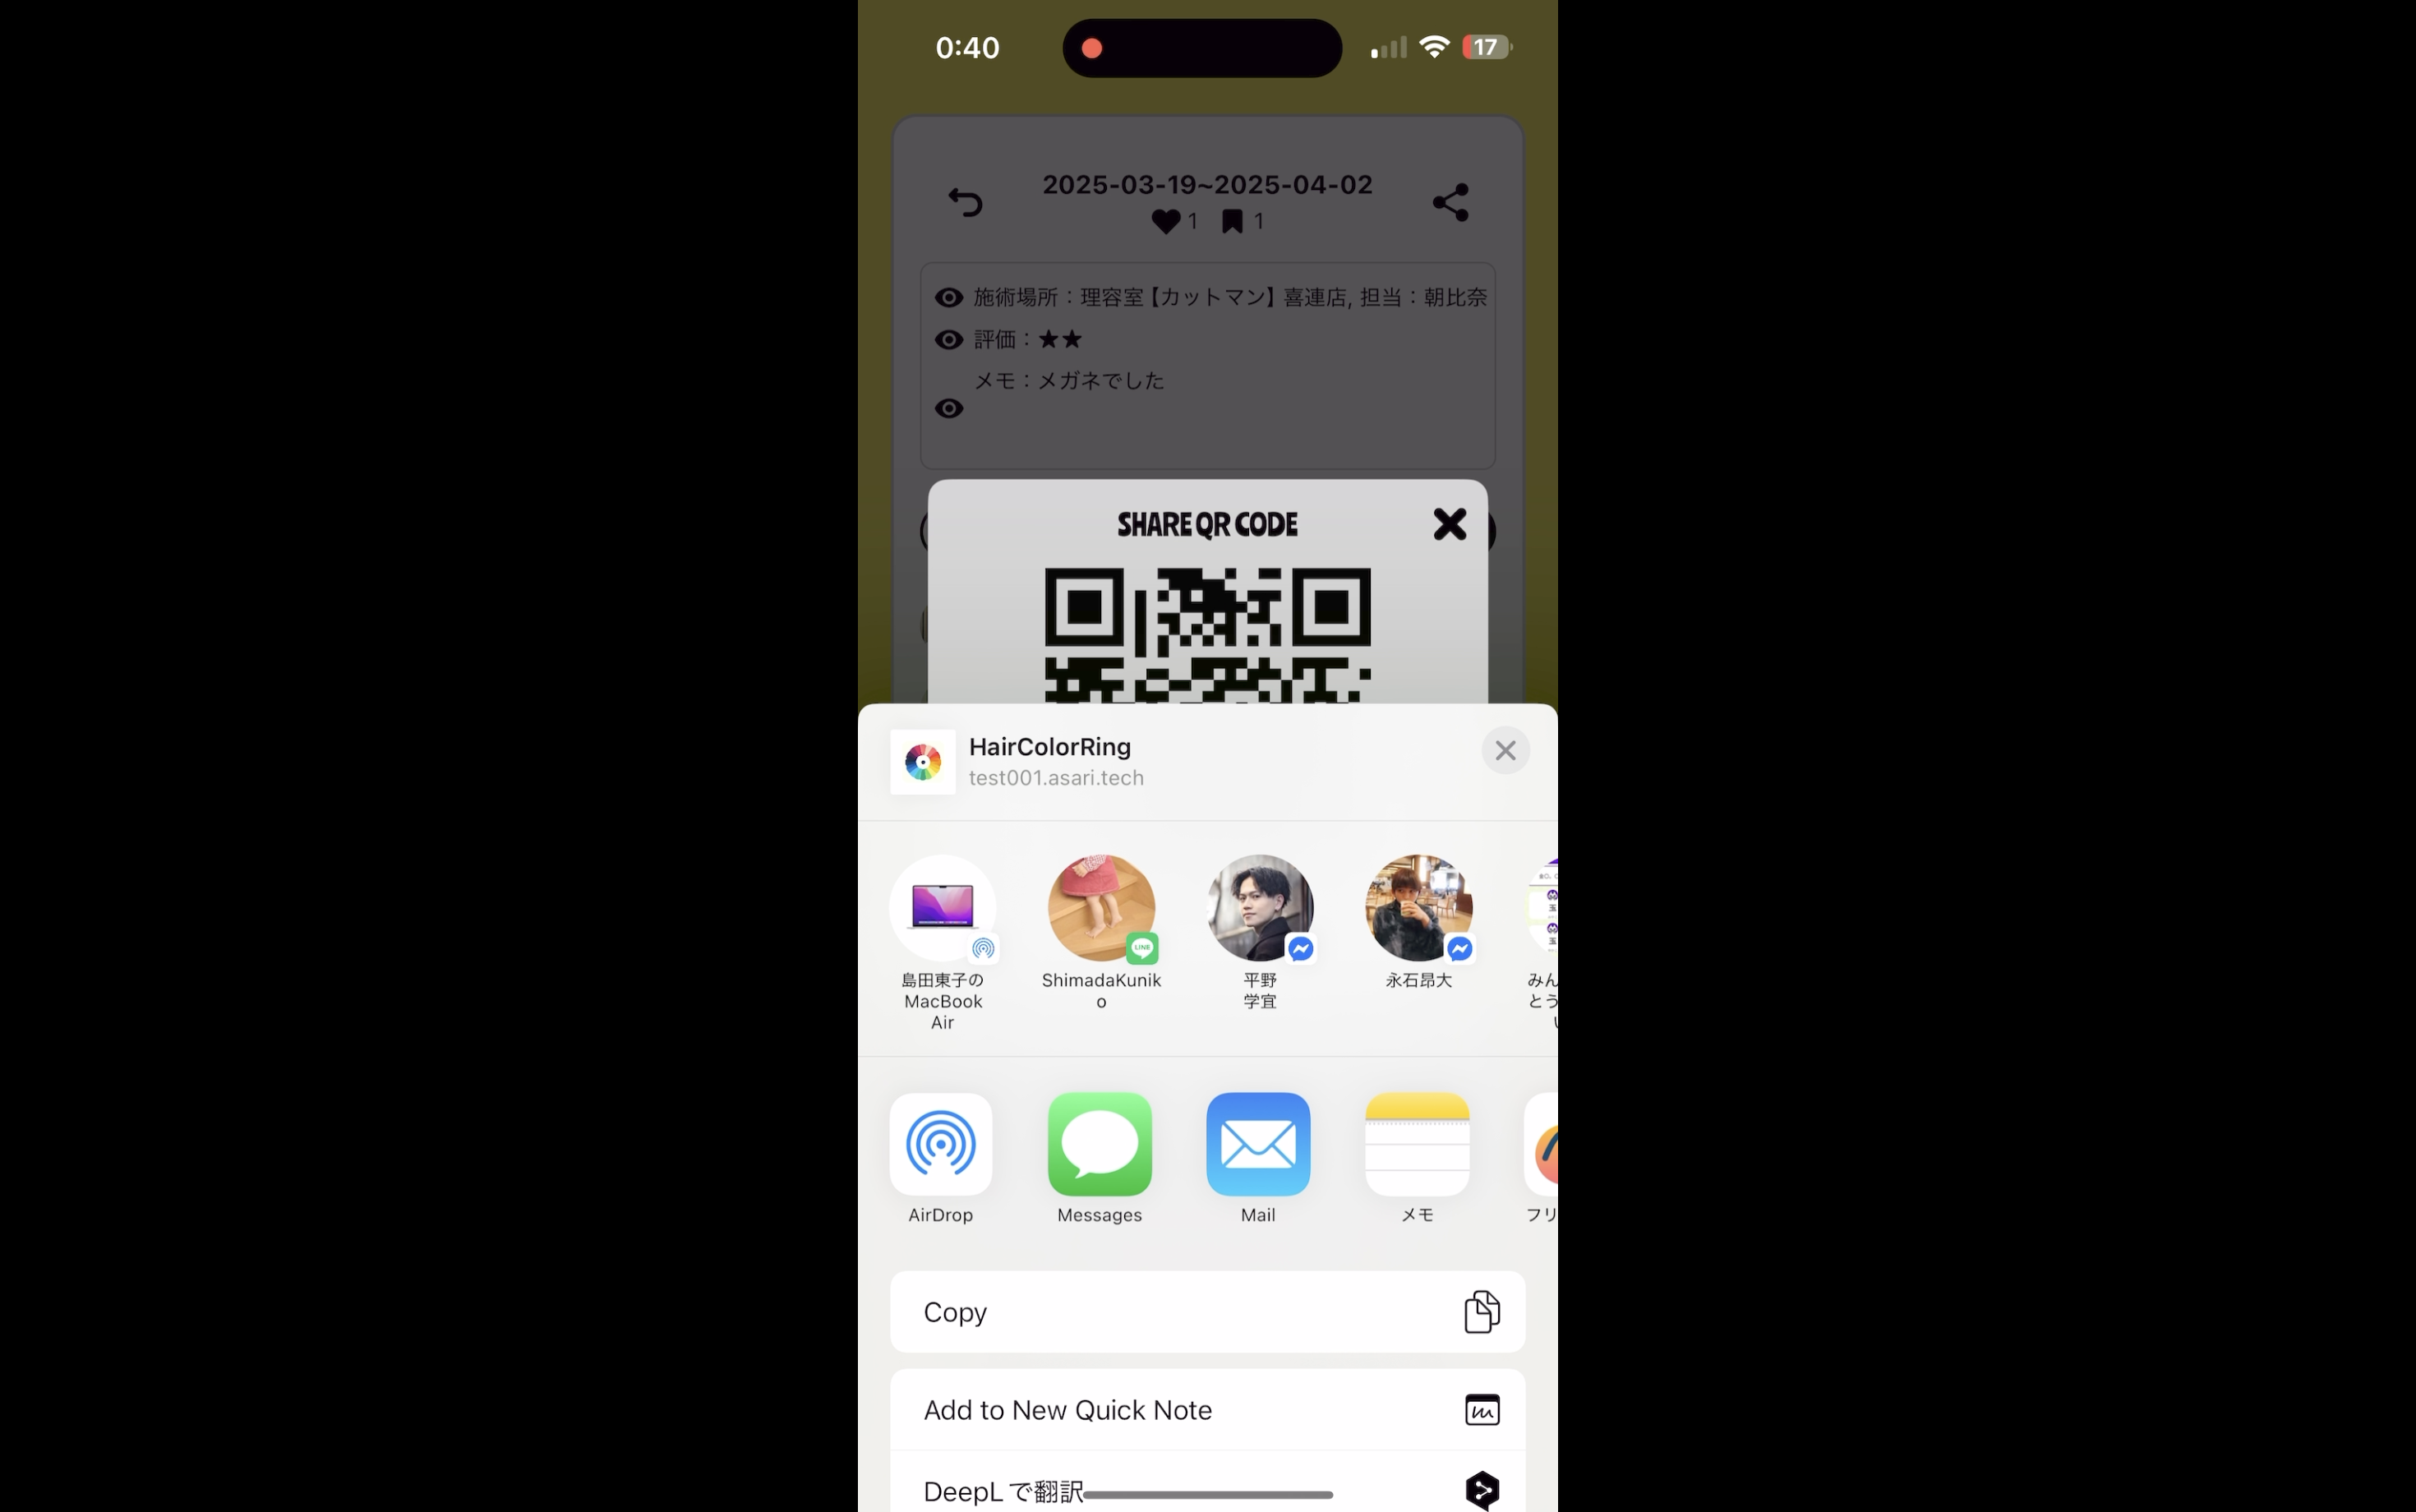 0:40
17
2025-03-19~2025-04-02
1 1
施術場所：理容室【カットマン】喜連店, 担当：朝比奈
評価：★★
メモ：メガネでした
SHARE QR CODE
HairColorRing
test001.asari.tech
LINE
島田東子の
MacBook
Air
ShimadaKunik
o
平野
学宜
永石昂大
みん
とう
AirDrop
Messages
Mail
メモ
フリ
Copy
Add to New Quick Note
DeepL で翻訳